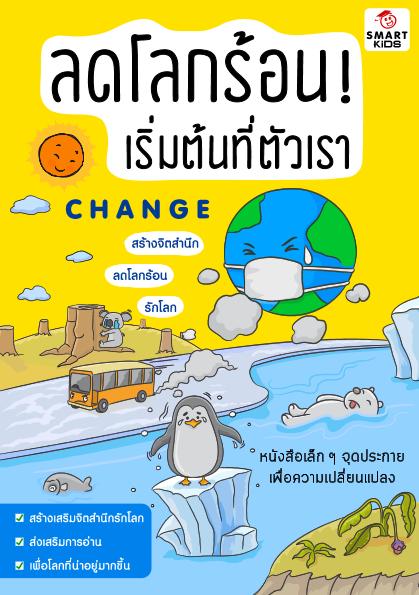 SMART
KIDS
ลดโลกร้อน!
เริ่มต้นที่ตัวเรา
CHANGE
สร้างจิตสำนึก
ลดโลกร้อน
รักโลก
หนังสือเล็ก ๆ จุดประกาย
เพื่อความเปลี่ยนแปลง
สร้างเสริมจิตสำนึกรักโลก
ส่งเสริมการอ่าน
เพื่อโลกที่น่าอยู่มากขึ้น